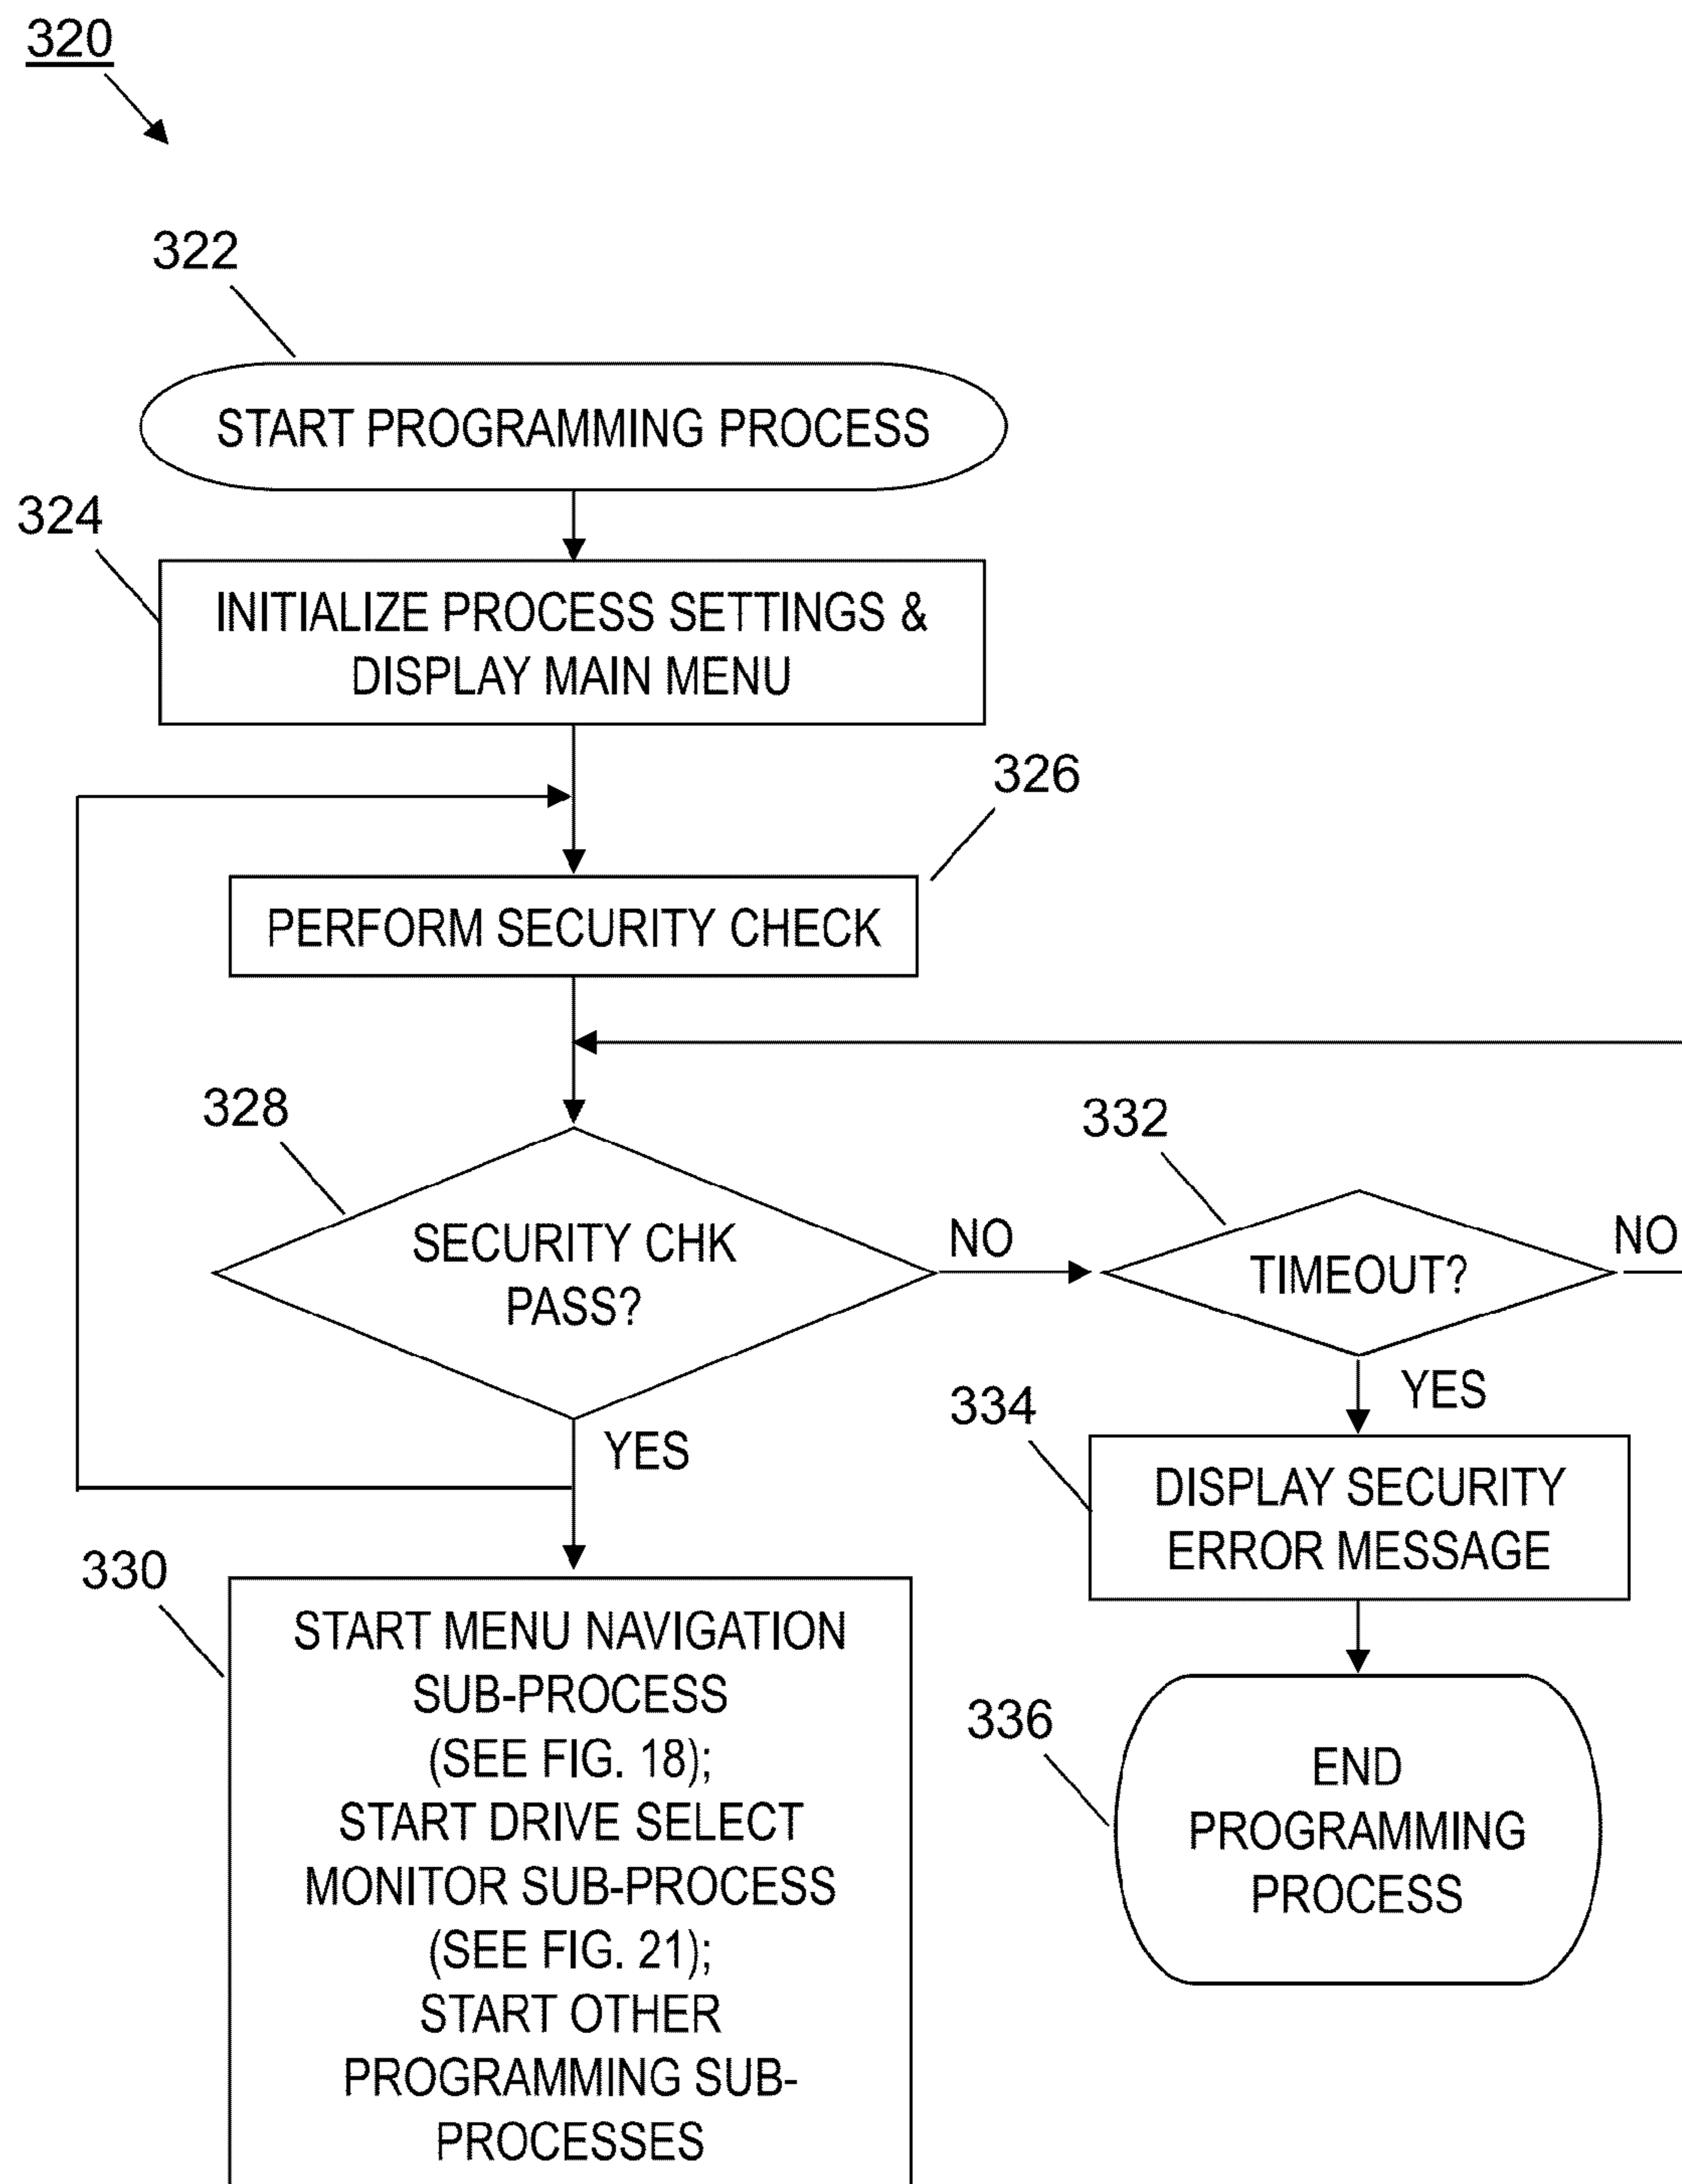 320
322
START PROGRAMMING PROCESS
324
INITIALIZE PROCESS SETTINGS &
DISPLAY MAIN MENU
326
PERFORM SECURITY CHECK
328
SECURITY CHK
PASS?
NO
332
TIMEOUT?
NO
YES
YES
334
DISPLAY SECURITY
ERROR MESSAGE
330
START MENU NAVIGATION
SUB-PROCESS
(SEE FIG. 18);
START DRIVE SELECT
MONITOR SUB-PROCESS
(SEE FIG. 21);
START OTHER
PROGRAMMING SUB-
PROCESSES
336
END
PROGRAMMING
PROCESS